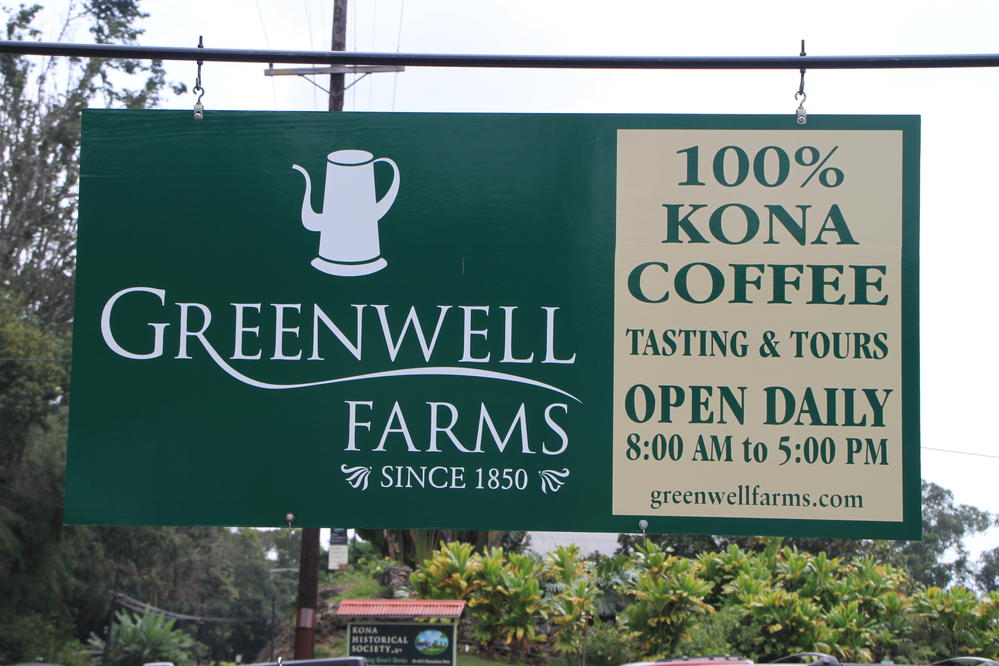 GREENWELL
FARMS
SINCE 1850
100%
KONA
COFFEE
TASTING & TOURS
OPEN DAILY
8:00 AM to 5:00 PM
greenwellfarms.com
KONA
HISTORICAL
SOCIETY